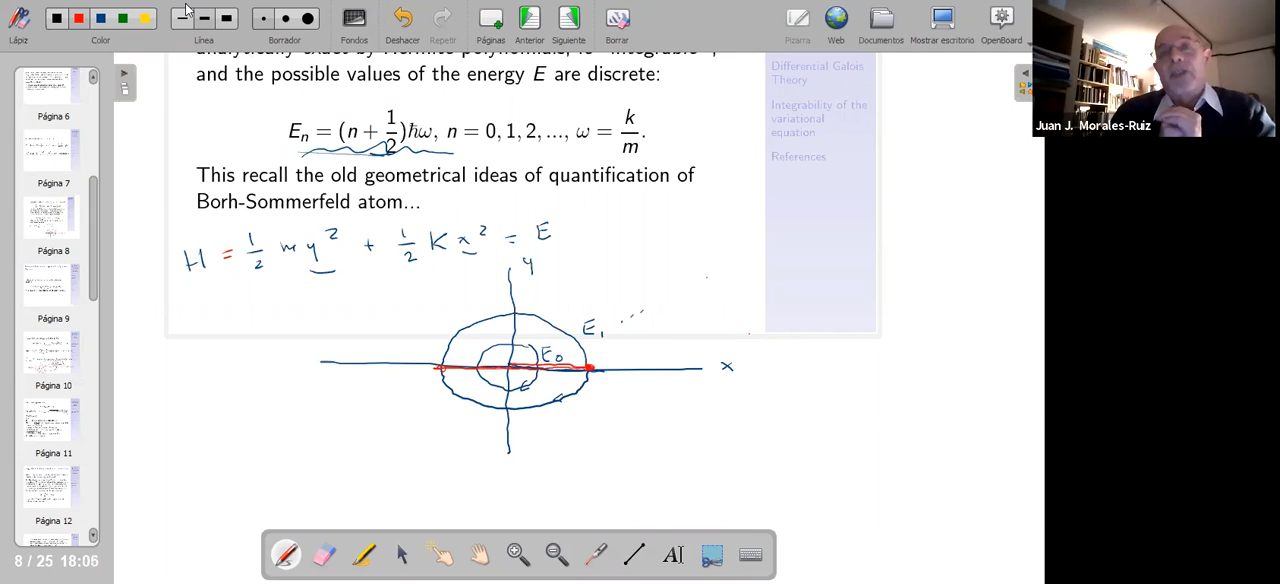 Lápiz
Color
Línea
Borrador
Fondos
Deshacer
Repetir
Páginas
Anterior
Siguiente
Borrar
Pizarra
Web
Documentos
Mostrar escritorio
OpenBoard
Juan J. Morales-Ruiz
Página 6
Página 7
Página 8
Página 9
Página 10
Página 11
Página 12
8 / 25 18:06
and the possible values of the energy E are discrete:
E_n = (n + 1/2)ħω, n = 0, 1, 2, ..., ω = k/m.
This recall the old geometrical ideas of quantification of
Borh-Sommerfeld atom...
H = 1/2 m y² + 1/2 K x² = E
y
E₁ ...
E₀
x
Differential Galois
Theory
Integrability of the
variational
equation
References